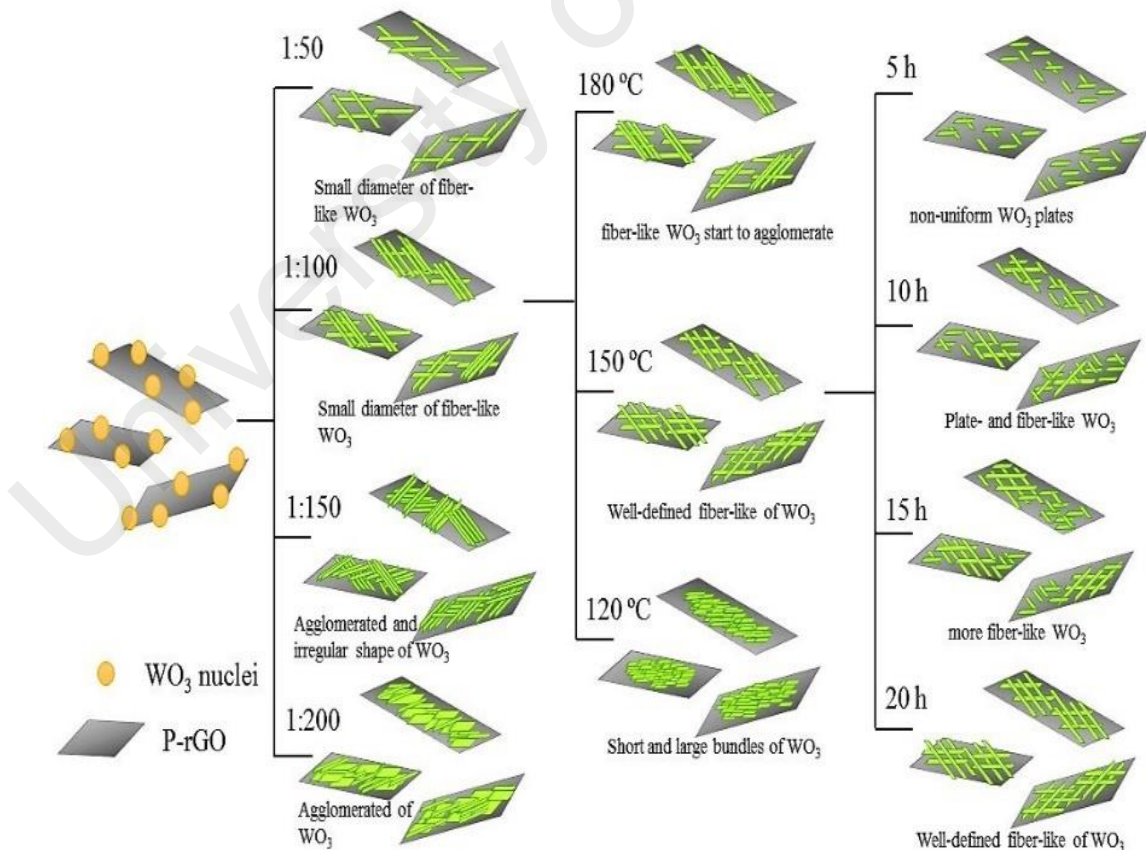 University o
1:50
Small diameter of fiber-
like WO₃
1:100
Small diameter of fiber-like
WO₃
1:150
Agglomerated and
irregular shape of WO₃
1:200
Agglomerated of
WO₃
WO₃ nuclei
P-rGO
180 ⁰C
fiber-like WO₃ start to agglomerate
150 ⁰C
Well-defined fiber-like of WO₃
120 ⁰C
Short and large bundles of WO₃
5 h
non-uniform WO₃ plates
10 h
Plate- and fiber-like WO₃
15 h
more fiber-like WO₃
20 h
Well-defined fiber-like of WO₃